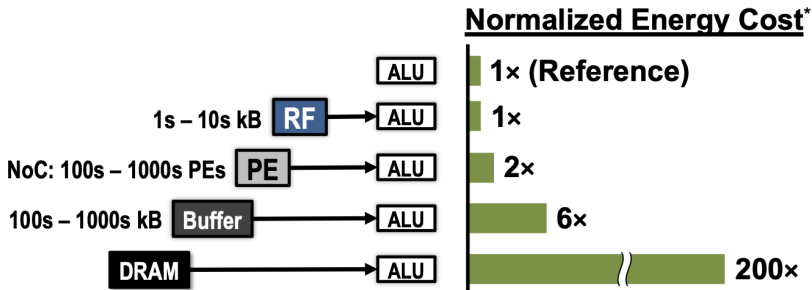 Normalized Energy Cost*
ALU 1× (Reference)
1s – 10s kB RF ALU 1×
NoC: 100s – 1000s PEs PE ALU 2×
100s – 1000s kB Buffer ALU 6×
DRAM ALU 200×